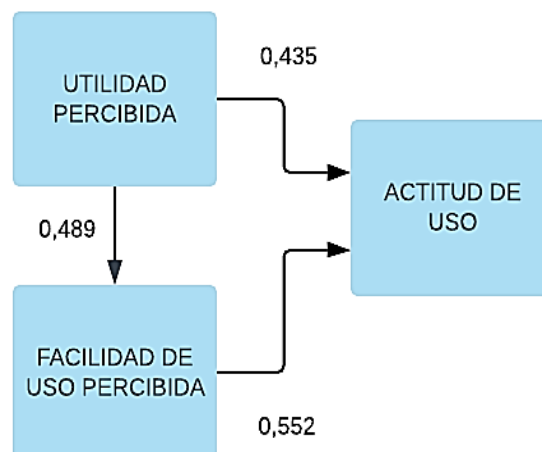 UTILIDAD
PERCIBIDA
0,435
ACTITUD DE
USO
0,489
FACILIDAD DE
USO PERCIBIDA
0,552